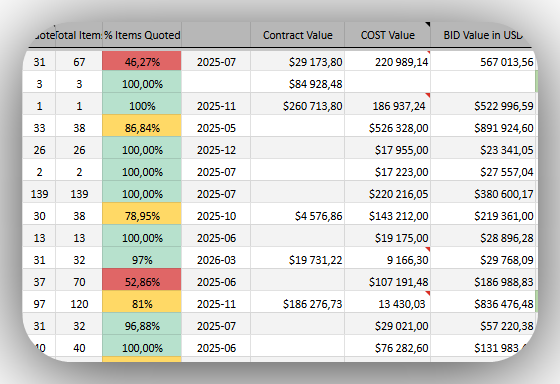 Total Items % Items Quoted Contract Value COST Value BID Value in USD
31 67 46,27% 2025-07 $29 173,80 220 989,14 567 013,56
3 3 100,00% $84 928,48
1 1 100% 2025-11 $260 713,80 186 937,24 $522 996,59
33 38 86,84% 2025-05 $526 328,00 $891 924,60
26 26 100,00% 2025-12 $17 955,00 $23 341,05
2 2 100,00% 2025-07 $17 223,00 $27 557,04
139 139 100,00% 2025-07 $220 216,05 $380 600,17
30 38 78,95% 2025-10 $4 576,86 $143 212,00 $219 361,00
13 13 100,00% 2025-06 $19 175,00 $28 896,28
31 32 97% 2026-03 $19 731,22 9 166,30 $29 768,09
37 70 52,86% 2025-06 $107 191,48 $186 988,83
97 120 81% 2025-11 $186 276,73 13 430,03 $836 476,48
31 32 96,88% 2025-07 $29 021,00 $57 220,38
40 100,00% 2025-06 $76 282,60 $131 983